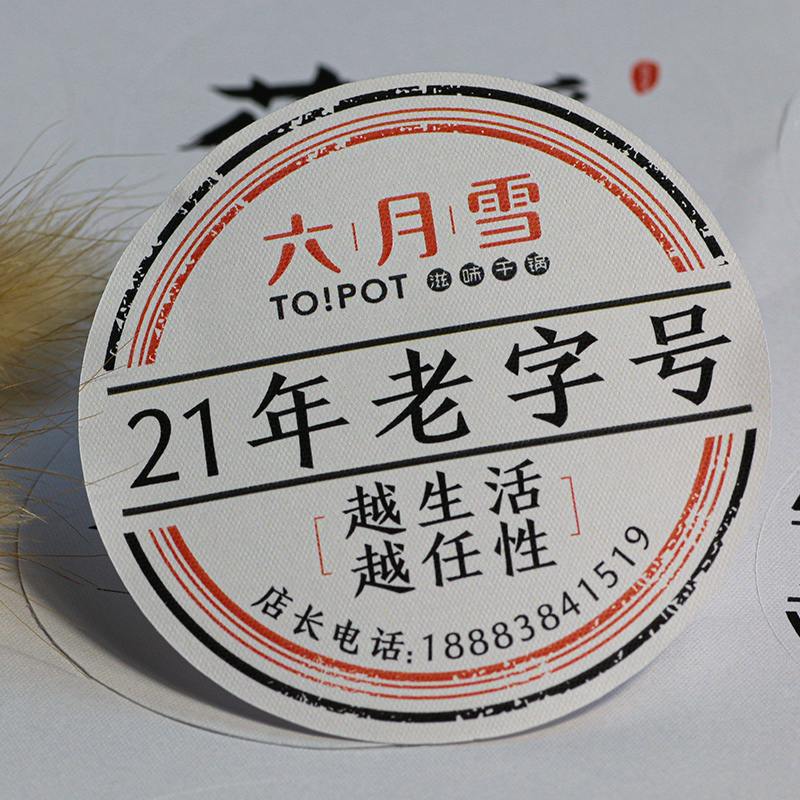 六月雪
TO!POT 滋味干锅
21年老字号
越生活
越任性
店长电话:18883841519